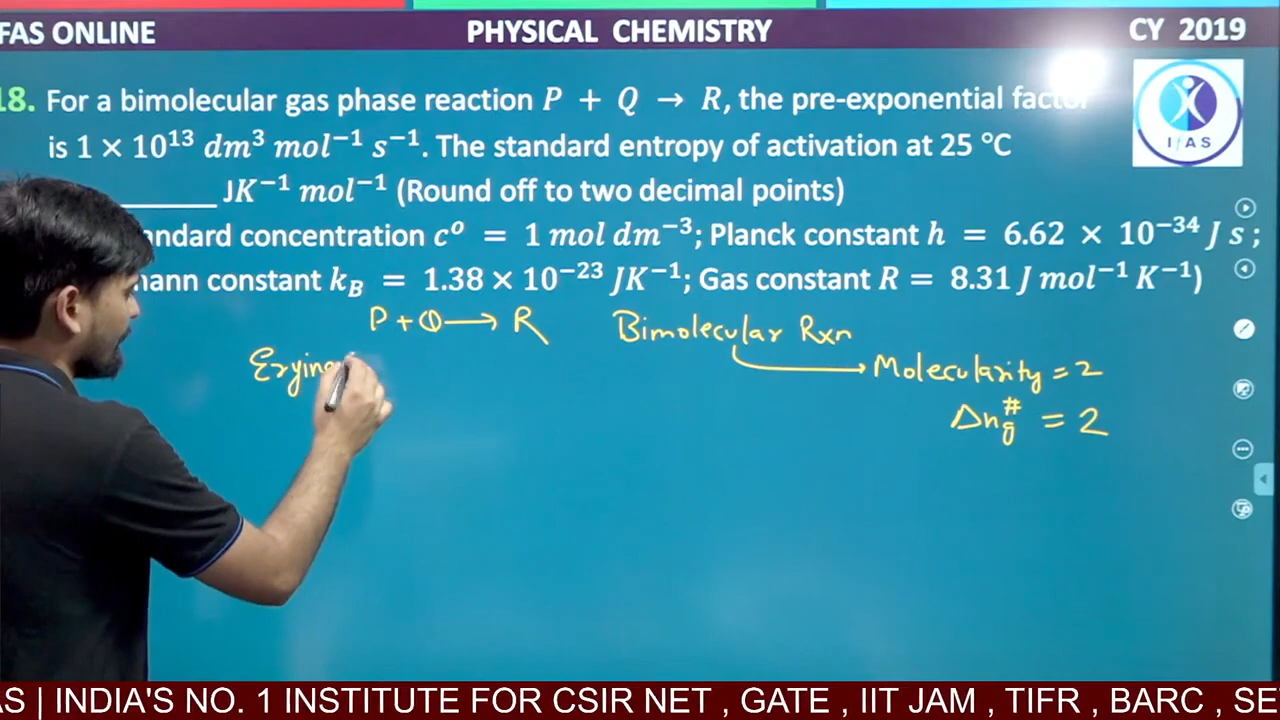 FAS ONLINE
PHYSICAL CHEMISTRY
CY 2019
18. For a bimolecular gas phase reaction P + Q → R, the pre-exponential factor
is 1 × 10¹³ dm³ mol⁻¹ s⁻¹. The standard entropy of activation at 25 °C
______ JK⁻¹ mol⁻¹ (Round off to two decimal points)
ndard concentration c° = 1 mol dm⁻³; Planck constant h = 6.62 × 10⁻³⁴ J s;
mann constant k_B = 1.38 × 10⁻²³ JK⁻¹; Gas constant R = 8.31 J mol⁻¹ K⁻¹)
IFAS
P + Q → R
Bimolecular Rxn
Molecularity = 2
Δn_g^# = 2
Erying
AS | INDIA'S NO. 1 INSTITUTE FOR CSIR NET , GATE , IIT JAM , TIFR , BARC , SE